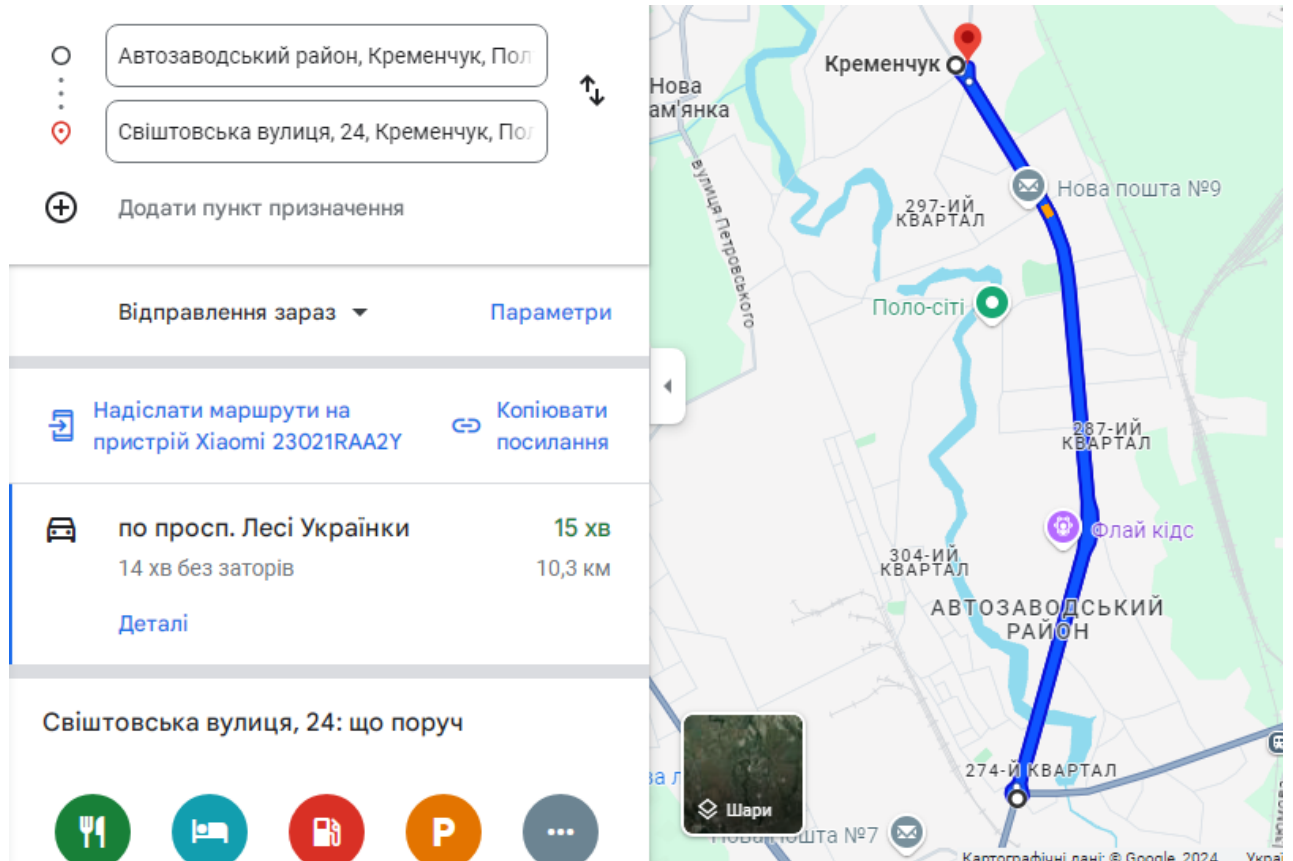 Автозаводський район, Кременчук, Пол
Свіштовська вулиця, 24, Кременчук, Пол
Додати пункт призначення
Відправлення зараз
Параметри
Надіслати маршрути на
пристрій Xiaomi 23021RAA2Y
Копіювати
посилання
по просп. Лесі Українки
15 хв
14 хв без заторів
10,3 км
Деталі
Свіштовська вулиця, 24: що поруч
P
Кременчук
Нова
ам'янка
вулиця Петровського
Нова пошта №9
297-ИЙ
КВАРТАЛ
Поло-сіті
287-ИЙ
КВАРТАЛ
Флай кідс
304-ИЙ
КВАРТАЛ
АВТОЗАВОДСЬКИЙ
РАЙОН
274-Й КВАРТАЛ
Шари
Нова пошта №7
Картографічні дані: © Google, 2024
Украї